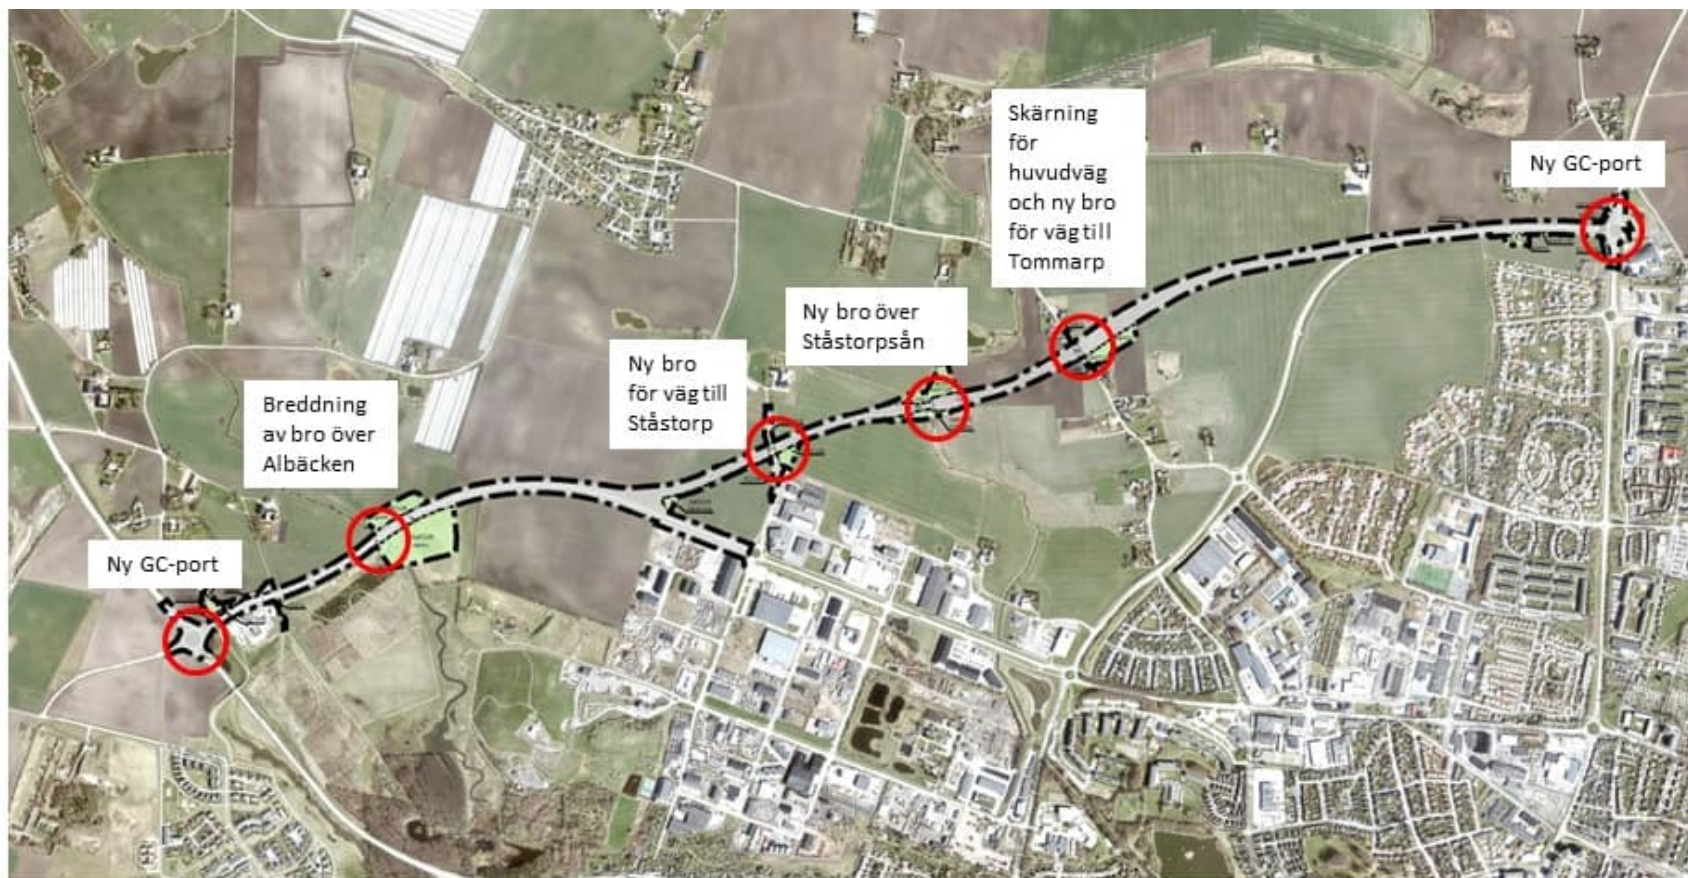 Skärning
för
huvudväg
och ny bro
för väg till
Tommarp
Ny GC-port
Ny bro över
Ståstorpsån
Ny bro
för väg till
Ståstorp
Breddning
av bro över
Albäcken
Ny GC-port